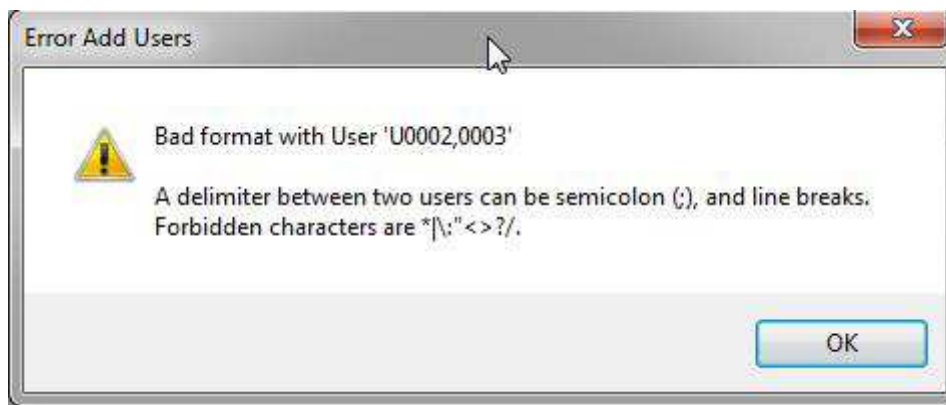 Error Add Users
Bad format with User 'U0002,0003'
A delimiter between two users can be semicolon (;), and line breaks.
Forbidden characters are *|\:"<>?/.
OK